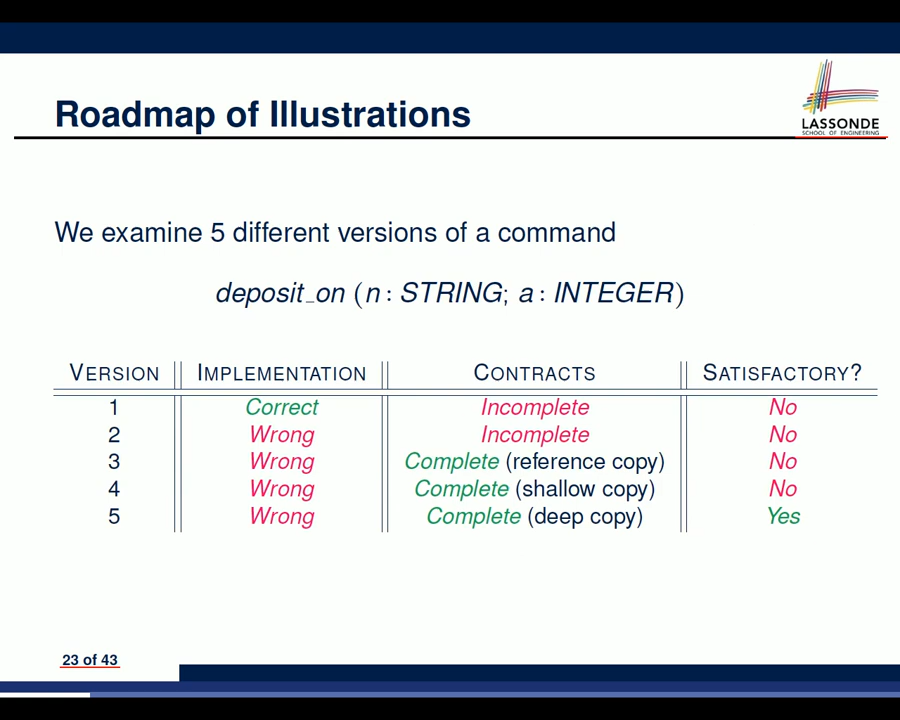 LASSONDE
SCHOOL OF ENGINEERING
Roadmap of Illustrations
We examine 5 different versions of a command
deposit_on (n : STRING; a : INTEGER)
VERSION IMPLEMENTATION CONTRACTS SATISFACTORY?
1 Correct Incomplete No
2 Wrong Incomplete No
3 Wrong Complete (reference copy) No
4 Wrong Complete (shallow copy) No
5 Wrong Complete (deep copy) Yes
23 of 43